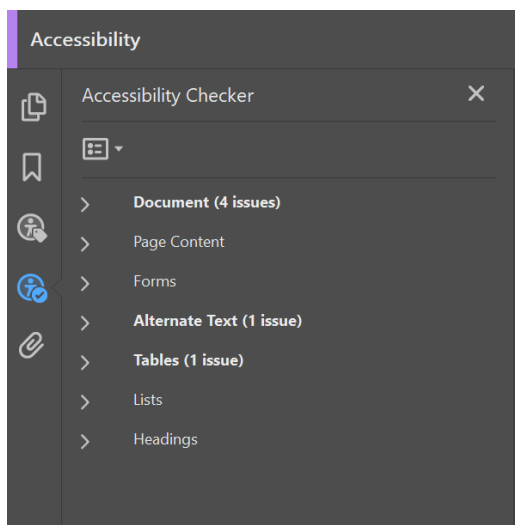 Accessibility
Accessibility Checker
Document (4 issues)
Page Content
Forms
Alternate Text (1 issue)
Tables (1 issue)
Lists
Headings